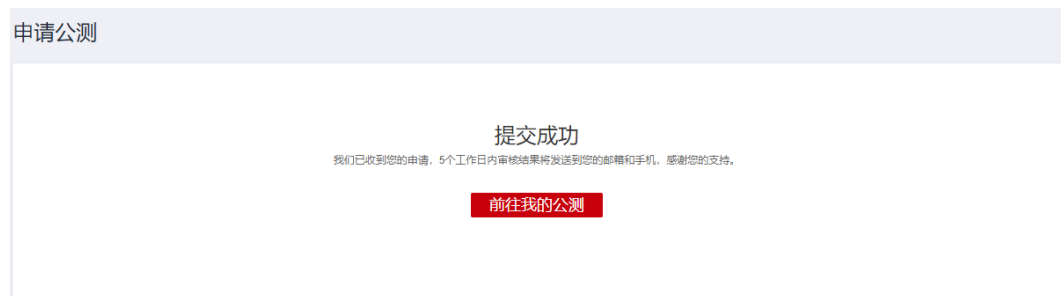 申请公测
提交成功
我们已收到您的申请，5个工作日内审核结果将发送到您的邮箱和手机，感谢您的支持。
前往我的公测